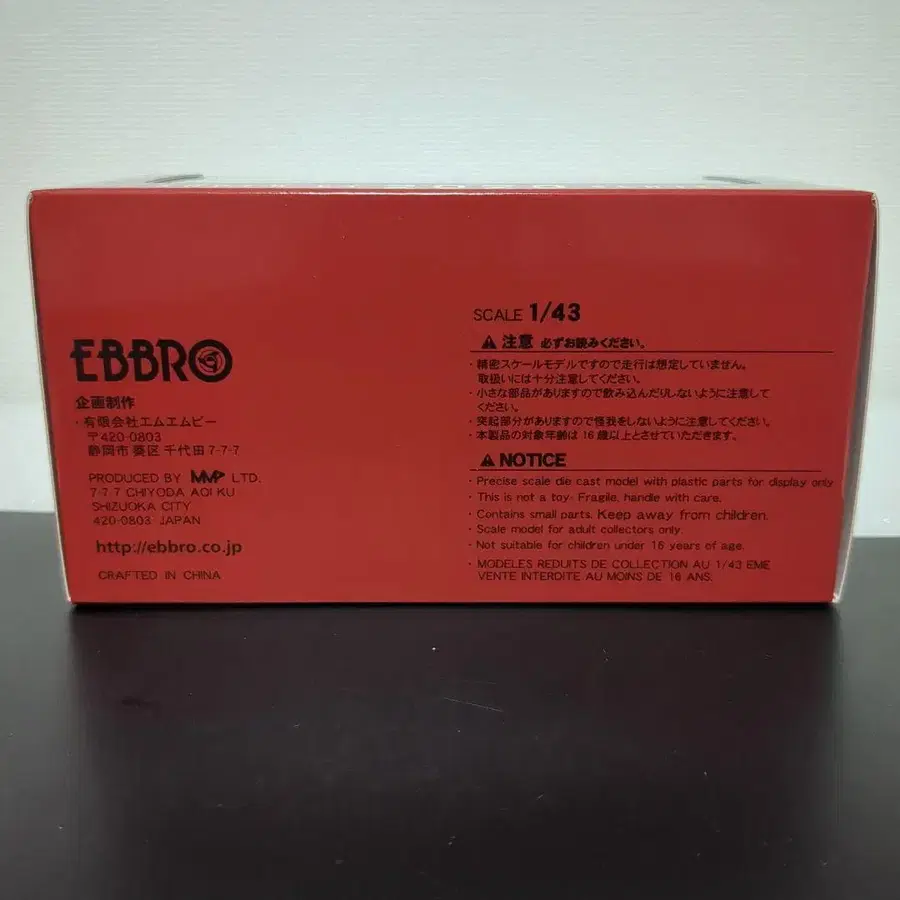 EBBRO
企画制作
・有限会社エムエムピー
〒420-0803
静岡市 葵区 千代田 7-7-7
PRODUCED BY MMP LTD.
7-7-7 CHIYODA AOI KU
SHIZUOKA CITY
420-0803 JAPAN
http://ebbro.co.jp
CRAFTED IN CHINA
SCALE 1/43
注意 必ずお読みください。
・精密スケールモデルですので走行は想定していません。
取扱いには十分注意してください。
・小さな部品がありますので飲み込んだりしないように注意して
ください。
・突起部分がありますので怪我をしないように注意してください。
・本製品の対象年齢は 16 歳以上とさせていただきます。
NOTICE
・Precise scale die cast model with plastic parts for display only
・This is not a toy. Fragile, handle with care.
・Contains small parts. Keep away from children.
・Scale model for adult collectors only.
・Not suitable for children under 16 years of age.
・MODELES REDUITS DE COLLECTION AU 1/43 EME
VENTE INTERDITE AU MOINS DE 16 ANS.